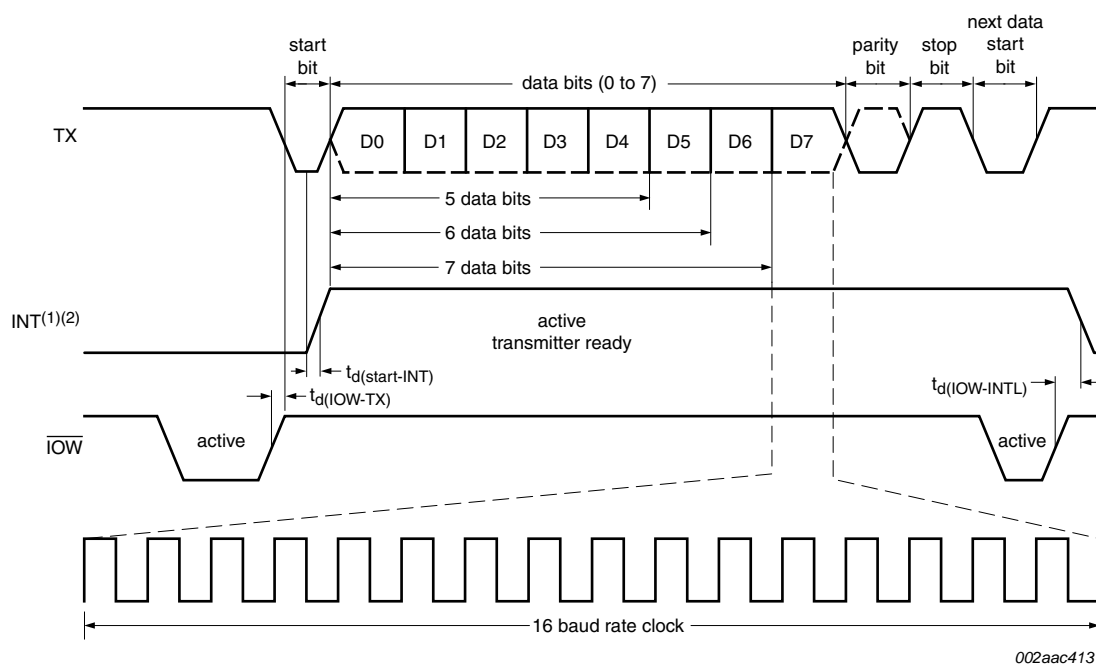 start
bit
data bits (0 to 7)
parity
bit
stop
bit
next data
start
bit
TX
D0 D1 D2 D3 D4 D5 D6 D7
5 data bits
6 data bits
7 data bits
INT(1)(2)
active
transmitter ready
td(start-INT)
td(IOW-TX)
td(IOW-INTL)
IOW
active
active
16 baud rate clock
002aac413